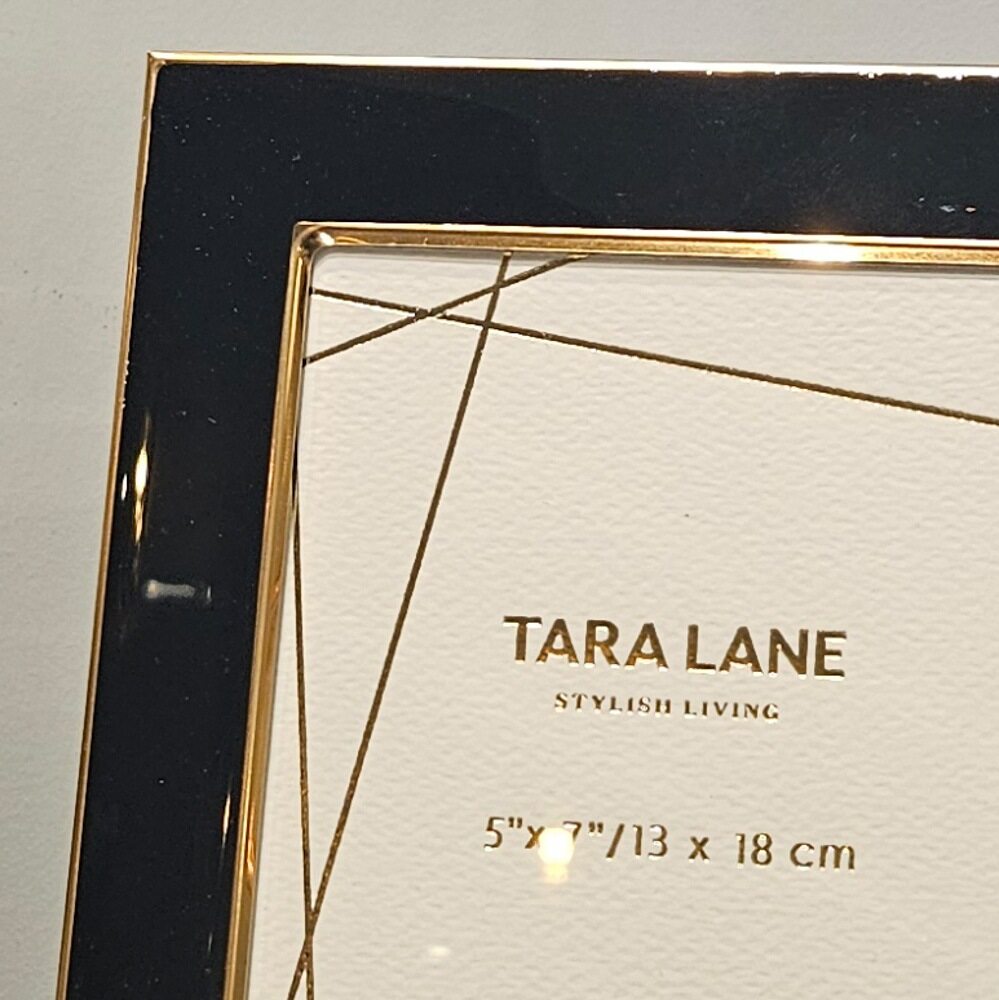 TARA LANE
STYLISH LIVING
5"x 7"/13 x 18 cm